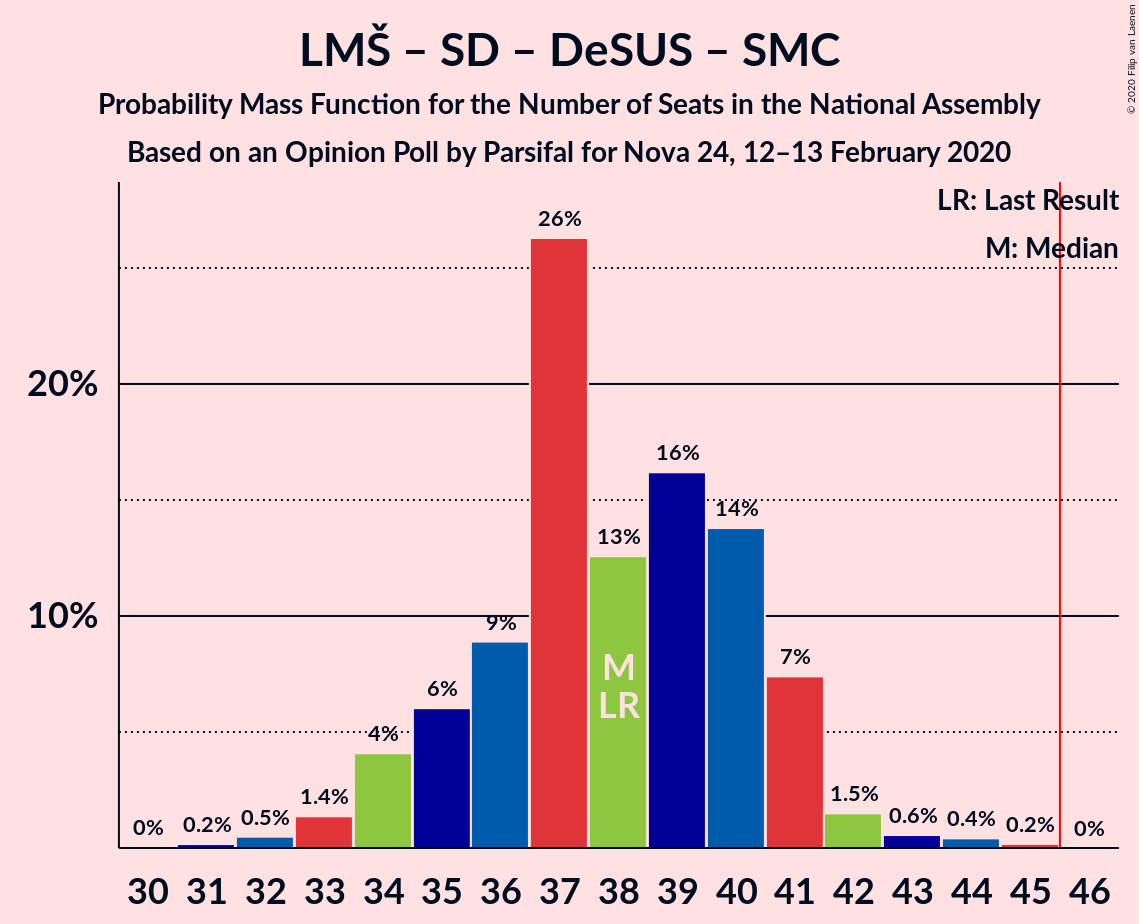 LMŠ – SD – DeSUS – SMC
Probability Mass Function for the Number of Seats in the National Assembly
Based on an Opinion Poll by Parsifal for Nova 24, 12–13 February 2020
© 2020 Filip van Laenen
LR: Last Result
M: Median
20%
10%
0%
0.2%
0.5%
1.4%
4%
6%
9%
26%
13%
16%
14%
7%
1.5%
0.6%
0.4%
0.2%
0%
M
LR
30 31 32 33 34 35 36 37 38 39 40 41 42 43 44 45 46